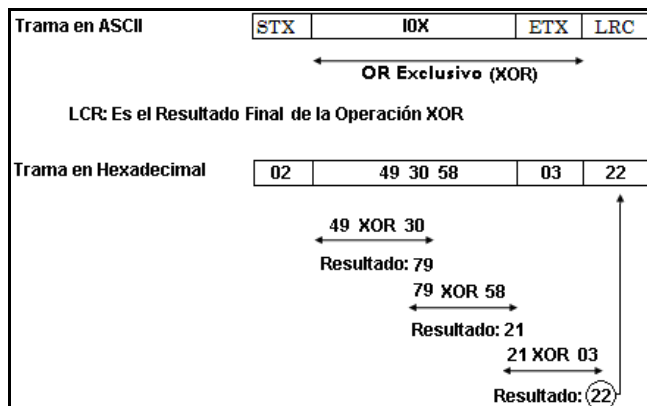 Trama en ASCII STX I0X ETX LRC
OR Exclusivo (XOR)
LCR: Es el Resultado Final de la Operación XOR
Trama en Hexadecimal 02 49 30 58 03 22
49 XOR 30
Resultado: 79
79 XOR 58
Resultado: 21
21 XOR 03
Resultado: 22